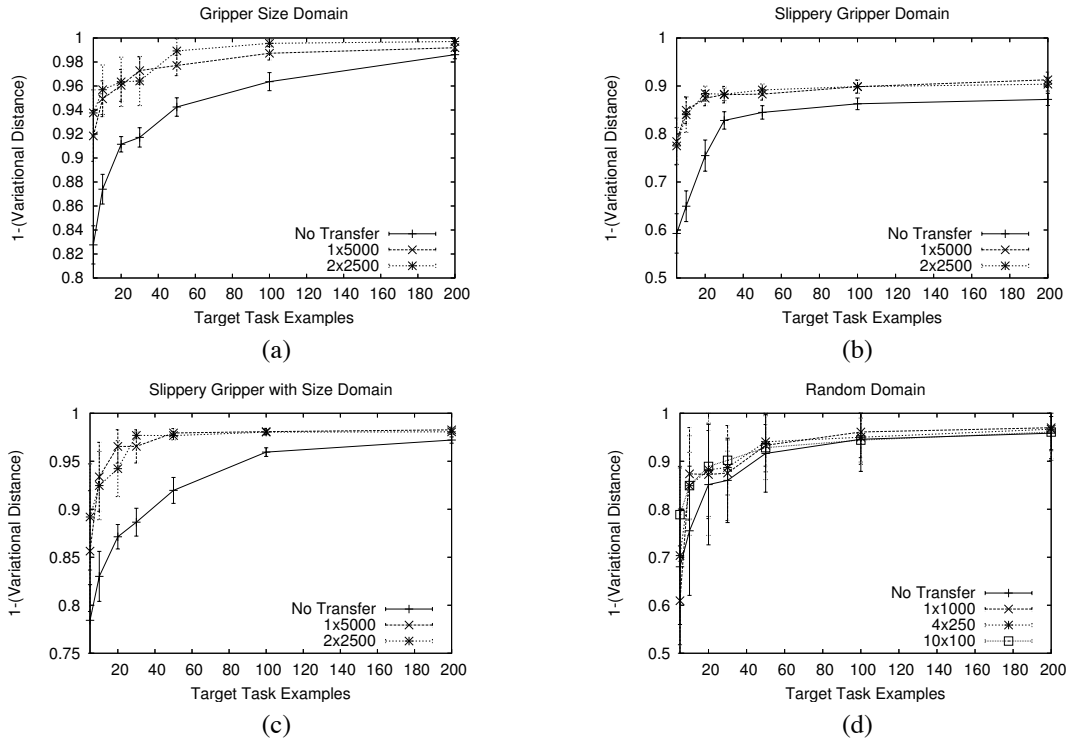 Gripper Size Domain
1-(Variational Distance)
1
0.98
0.96
0.94
0.92
0.9
0.88
0.86
0.84
0.82
0.8
No Transfer
1x5000
2x2500
20 40 60 80 100 120 140 160 180 200
Target Task Examples
(a)
Slippery Gripper Domain
1-(Variational Distance)
1
0.9
0.8
0.7
0.6
0.5
No Transfer
1x5000
2x2500
20 40 60 80 100 120 140 160 180 200
Target Task Examples
(b)
Slippery Gripper with Size Domain
1-(Variational Distance)
1
0.95
0.9
0.85
0.8
0.75
No Transfer
1x5000
2x2500
20 40 60 80 100 120 140 160 180 200
Target Task Examples
(c)
Random Domain
1-(Variational Distance)
1
0.9
0.8
0.7
0.6
0.5
No Transfer
1x1000
4x250
10x100
20 40 60 80 100 120 140 160 180 200
Target Task Examples
(d)